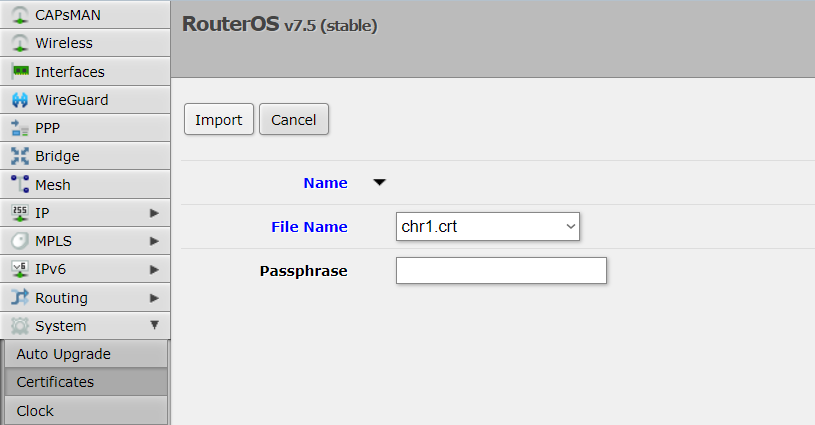 CAPsMAN
Wireless
Interfaces
WireGuard
PPP
Bridge
Mesh
255
IP
MPLS
v6
IPv6
Routing
System
Auto Upgrade
Certificates
Clock
RouterOS v7.5 (stable)
Import
Cancel
Name
File Name
chr1.crt
Passphrase